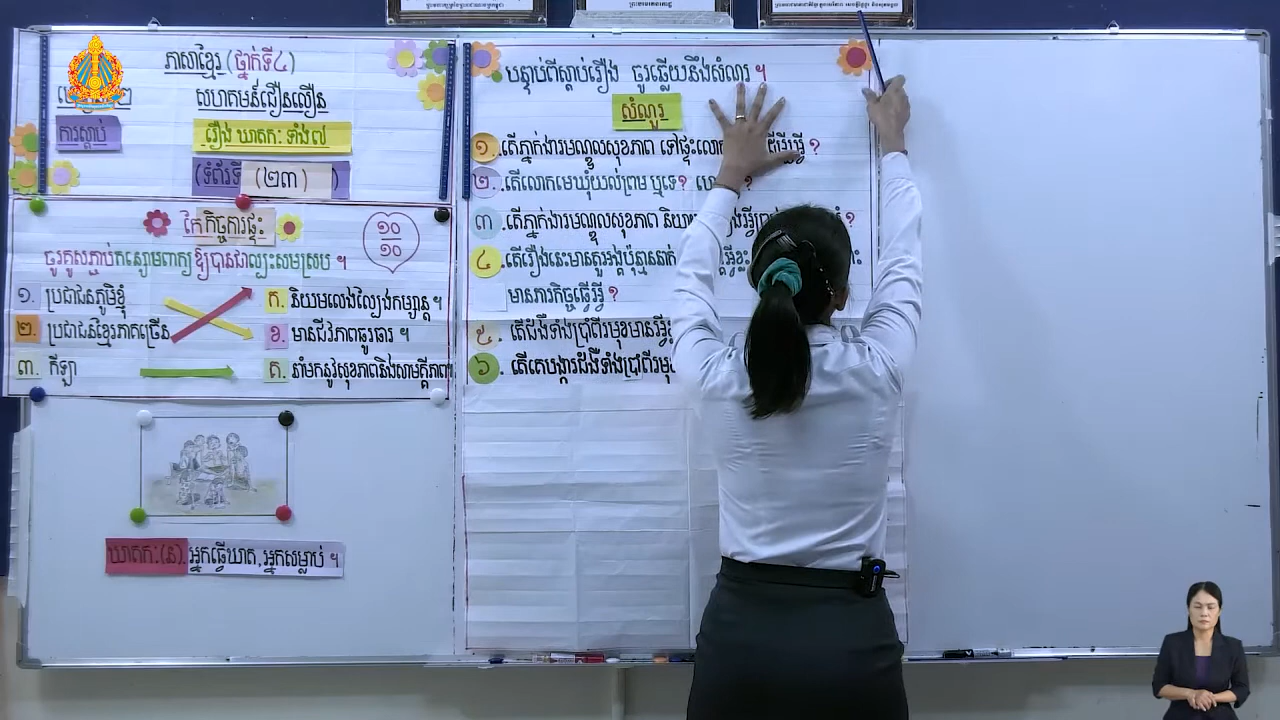 ភាសាខ្មែរ (ថ្នាក់ទី៤)
សហគមន៍ជឿនលឿន
ការស្តាប់
រឿង ឃាតកៈ ទាំង៧
(ទំព័រទី (២៣) )
កែកិច្ចការផ្ទះ
១០
១០
ចូរគូសភ្ជាប់កន្សោមពាក្យឱ្យបានជាល្បះសមស្រប ។
១. ប្រជាជនភូមិខ្ញុំ
ក. និយមលេងល្បែងកម្សាន្ត ។
២. ប្រជាជនខ្មែរភាគច្រើន
ខ. មានជីវភាពធូរធារ ។
៣. កីឡា
គ. នាំមកនូវសុខភាពនិងសាមគ្គីភាព
ឃាតកៈ(ន). អ្នកធ្វើឃាត, អ្នកសម្លាប់ ។
បន្ទាប់ពីស្តាប់រឿង ចូរឆ្លើយនឹងសំណួរ ។
សំណួរ
១. តើភ្នាក់ងារមណ្ឌលសុខភាព ទៅផ្ទះលោក ដើម្បីអ្វី ?
២. តើលោកមេឃុំយល់ព្រម ឬទេ? ?
៣. តើភ្នាក់ងារមណ្ឌលសុខភាព ?
៤. តើរឿងនេះមានតួអង្គប៉ុន្មាននាក់
មានភារកិច្ចធ្វើអ្វី ?
៥. តើជំងឺទាំងប្រាំពីរមុខមានអ្វី
៦. តើគេបង្ការជំងឺទាំងប្រាំពីរមុខ